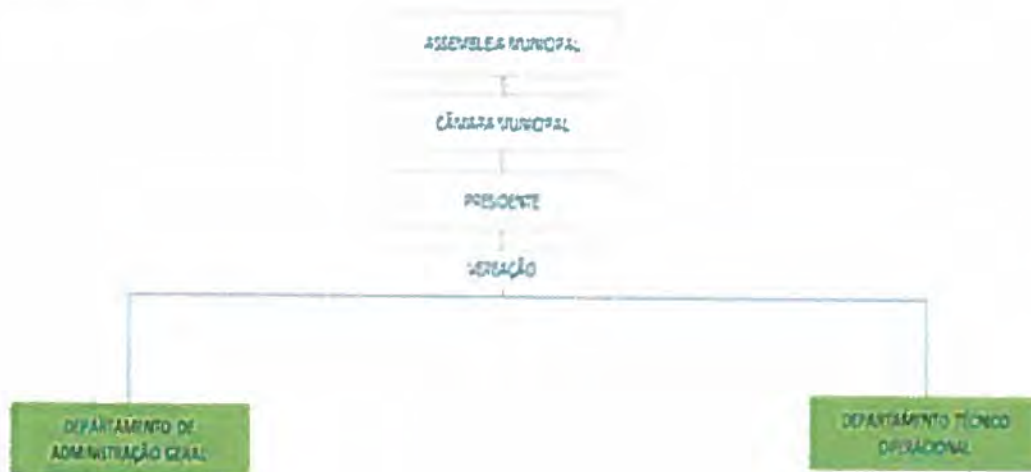 ASSEMBLEIA MUNICIPAL
CÂMARA MUNICIPAL
PRESIDENTE
VEREAÇÃO
DEPARTAMENTO DE
ADMINISTRAÇÃO GERAL
DEPARTAMENTO TÉCNICO
OPERACIONAL